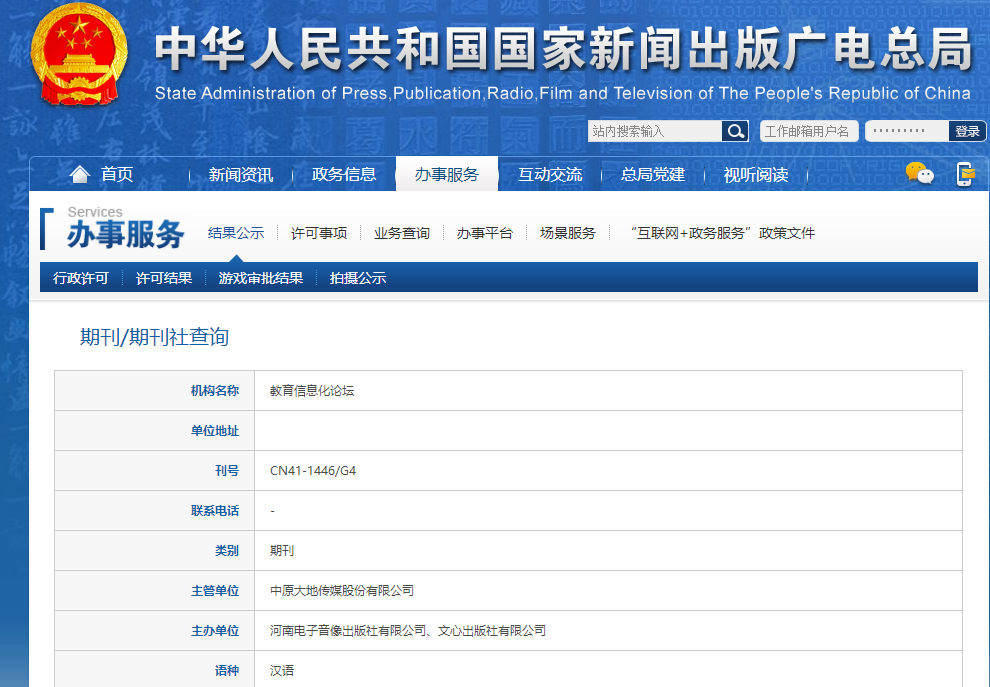 中华人民共和国国家新闻出版广电总局
State Administration of Press,Publication,Radio,Film and Television of The People's Republic of China
站内搜索输入 工作邮箱用户名 ········· 登录
首页 新闻资讯 政务信息 办事服务 互动交流 总局党建 视听阅读
Services
办事服务 结果公示 许可事项 业务查询 办事平台 场景服务 “互联网+政务服务”政策文件
行政许可 许可结果 游戏审批结果 拍摄公示
期刊/期刊社查询
机构名称 教育信息化论坛
单位地址
刊号 CN41-1446/G4
联系电话 -
类别 期刊
主管单位 中原大地传媒股份有限公司
主办单位 河南电子音像出版社有限公司、文心出版社有限公司
语种 汉语